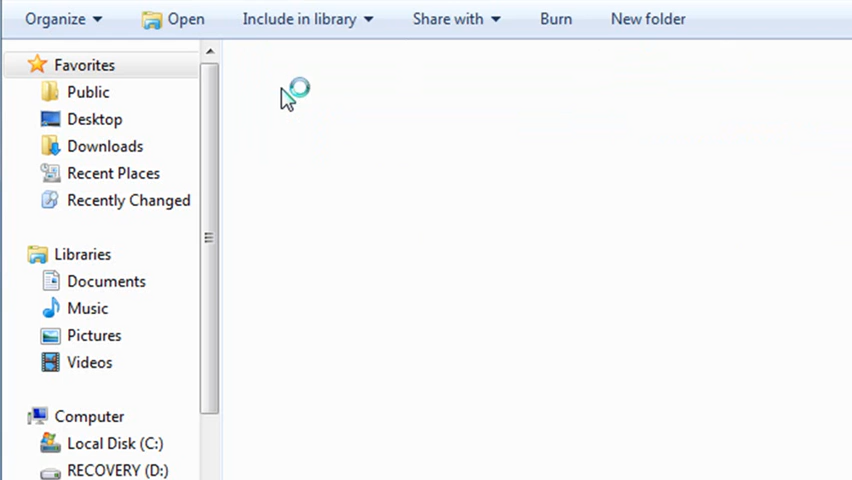 Organize Open Include in library Share with Burn New folder
Favorites
Public
Desktop
Downloads
Recent Places
Recently Changed
Libraries
Documents
Music
Pictures
Videos
Computer
Local Disk (C:)
RECOVERY (D:)